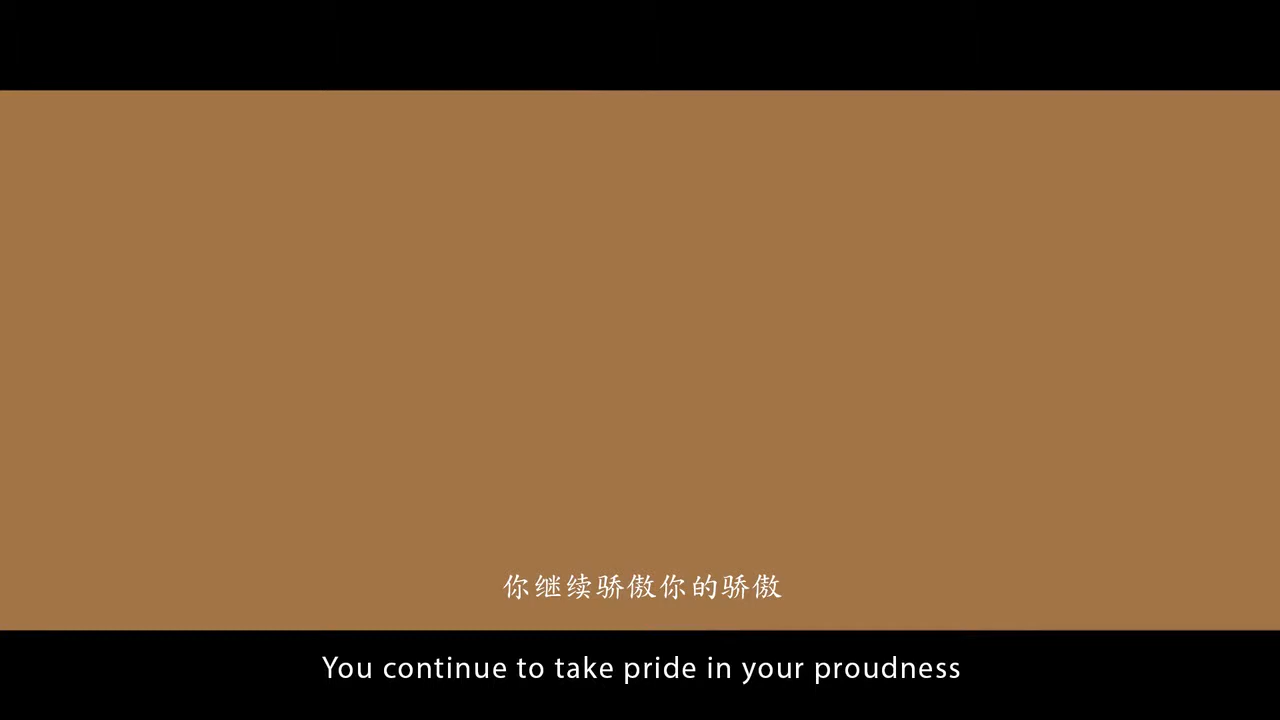 你继续骄傲你的骄傲
You continue to take pride in your proudness